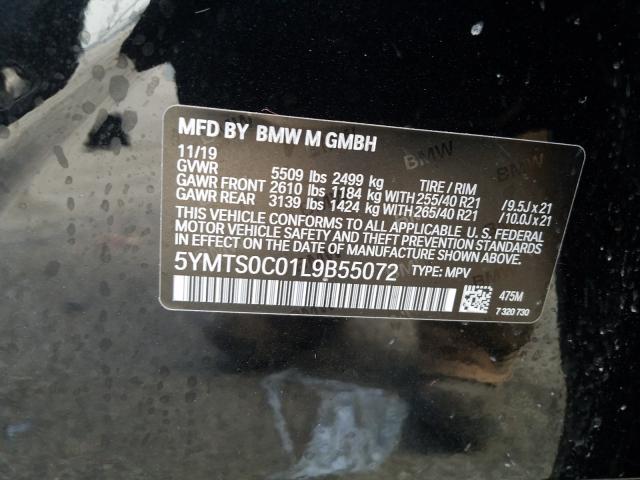 MFD BY BMW M GMBH
11/19
GVWR 5509 lbs 2499 kg TIRE / RIM
GAWR FRONT 2610 lbs 1184 kg WITH 255/40 R21 /9.5J x 21
GAWR REAR 3139 lbs 1424 kg WITH 265/40 R21 /10.0J x 21
THIS VEHICLE CONFORMS TO ALL APPLICABLE U. S. FEDERAL
MOTOR VEHICLE SAFETY, BUMPER, AND THEFT PREVENTION STANDARDS
IN EFFECT ON THE DATE OF MANUFACTURE SHOWN ABOVE.
5YMTS0C01L9B55072 TYPE: MPV
475M
7 320 730